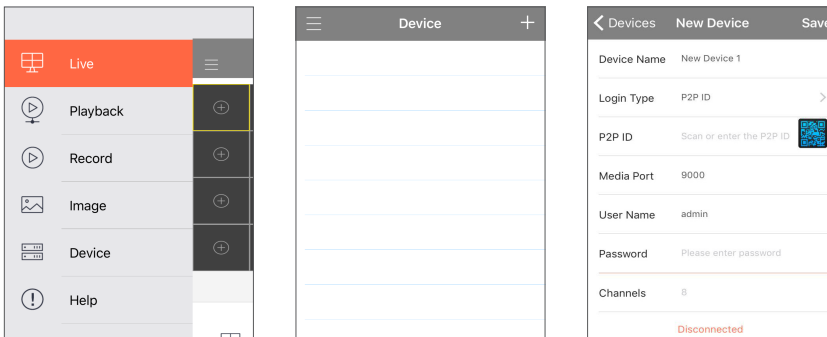 Live
Playback
Record
Image
Device
Help
Device
Devices New Device Save
Device Name New Device 1
Login Type P2P ID
P2P ID Scan or enter the P2P ID
Media Port 9000
User Name admin
Password Please enter password
Channels 8
Disconnected